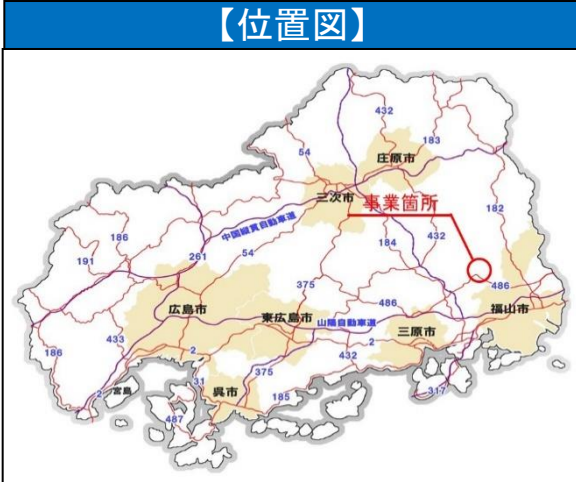 【位置図】
432
183
54
庄原市
三次市
事業箇所
182
中国縦貫自動車道
186
184
432
191
261
54
375
486
486
広島市
東広島市
山陽自動車道
福山市
三原市
186
433
2
2
432
31
375
185
317
2
宮島
呉市
487